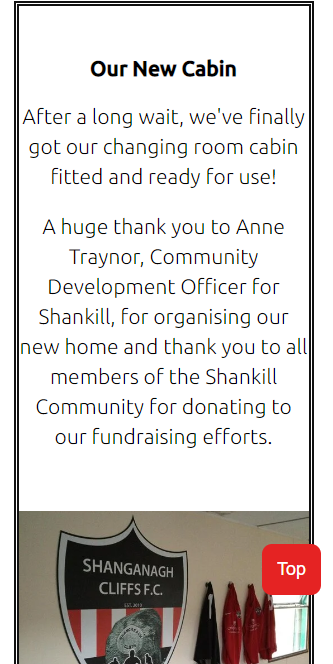 Our New Cabin
After a long wait, we've finally
got our changing room cabin
fitted and ready for use!
A huge thank you to Anne
Traynor, Community
Development Officer for
Shankill, for organising our
new home and thank you to all
members of the Shankill
Community for donating to
our fundraising efforts.
SHANGANAGH
CLIFFS F.C.
EST. 2013
Top